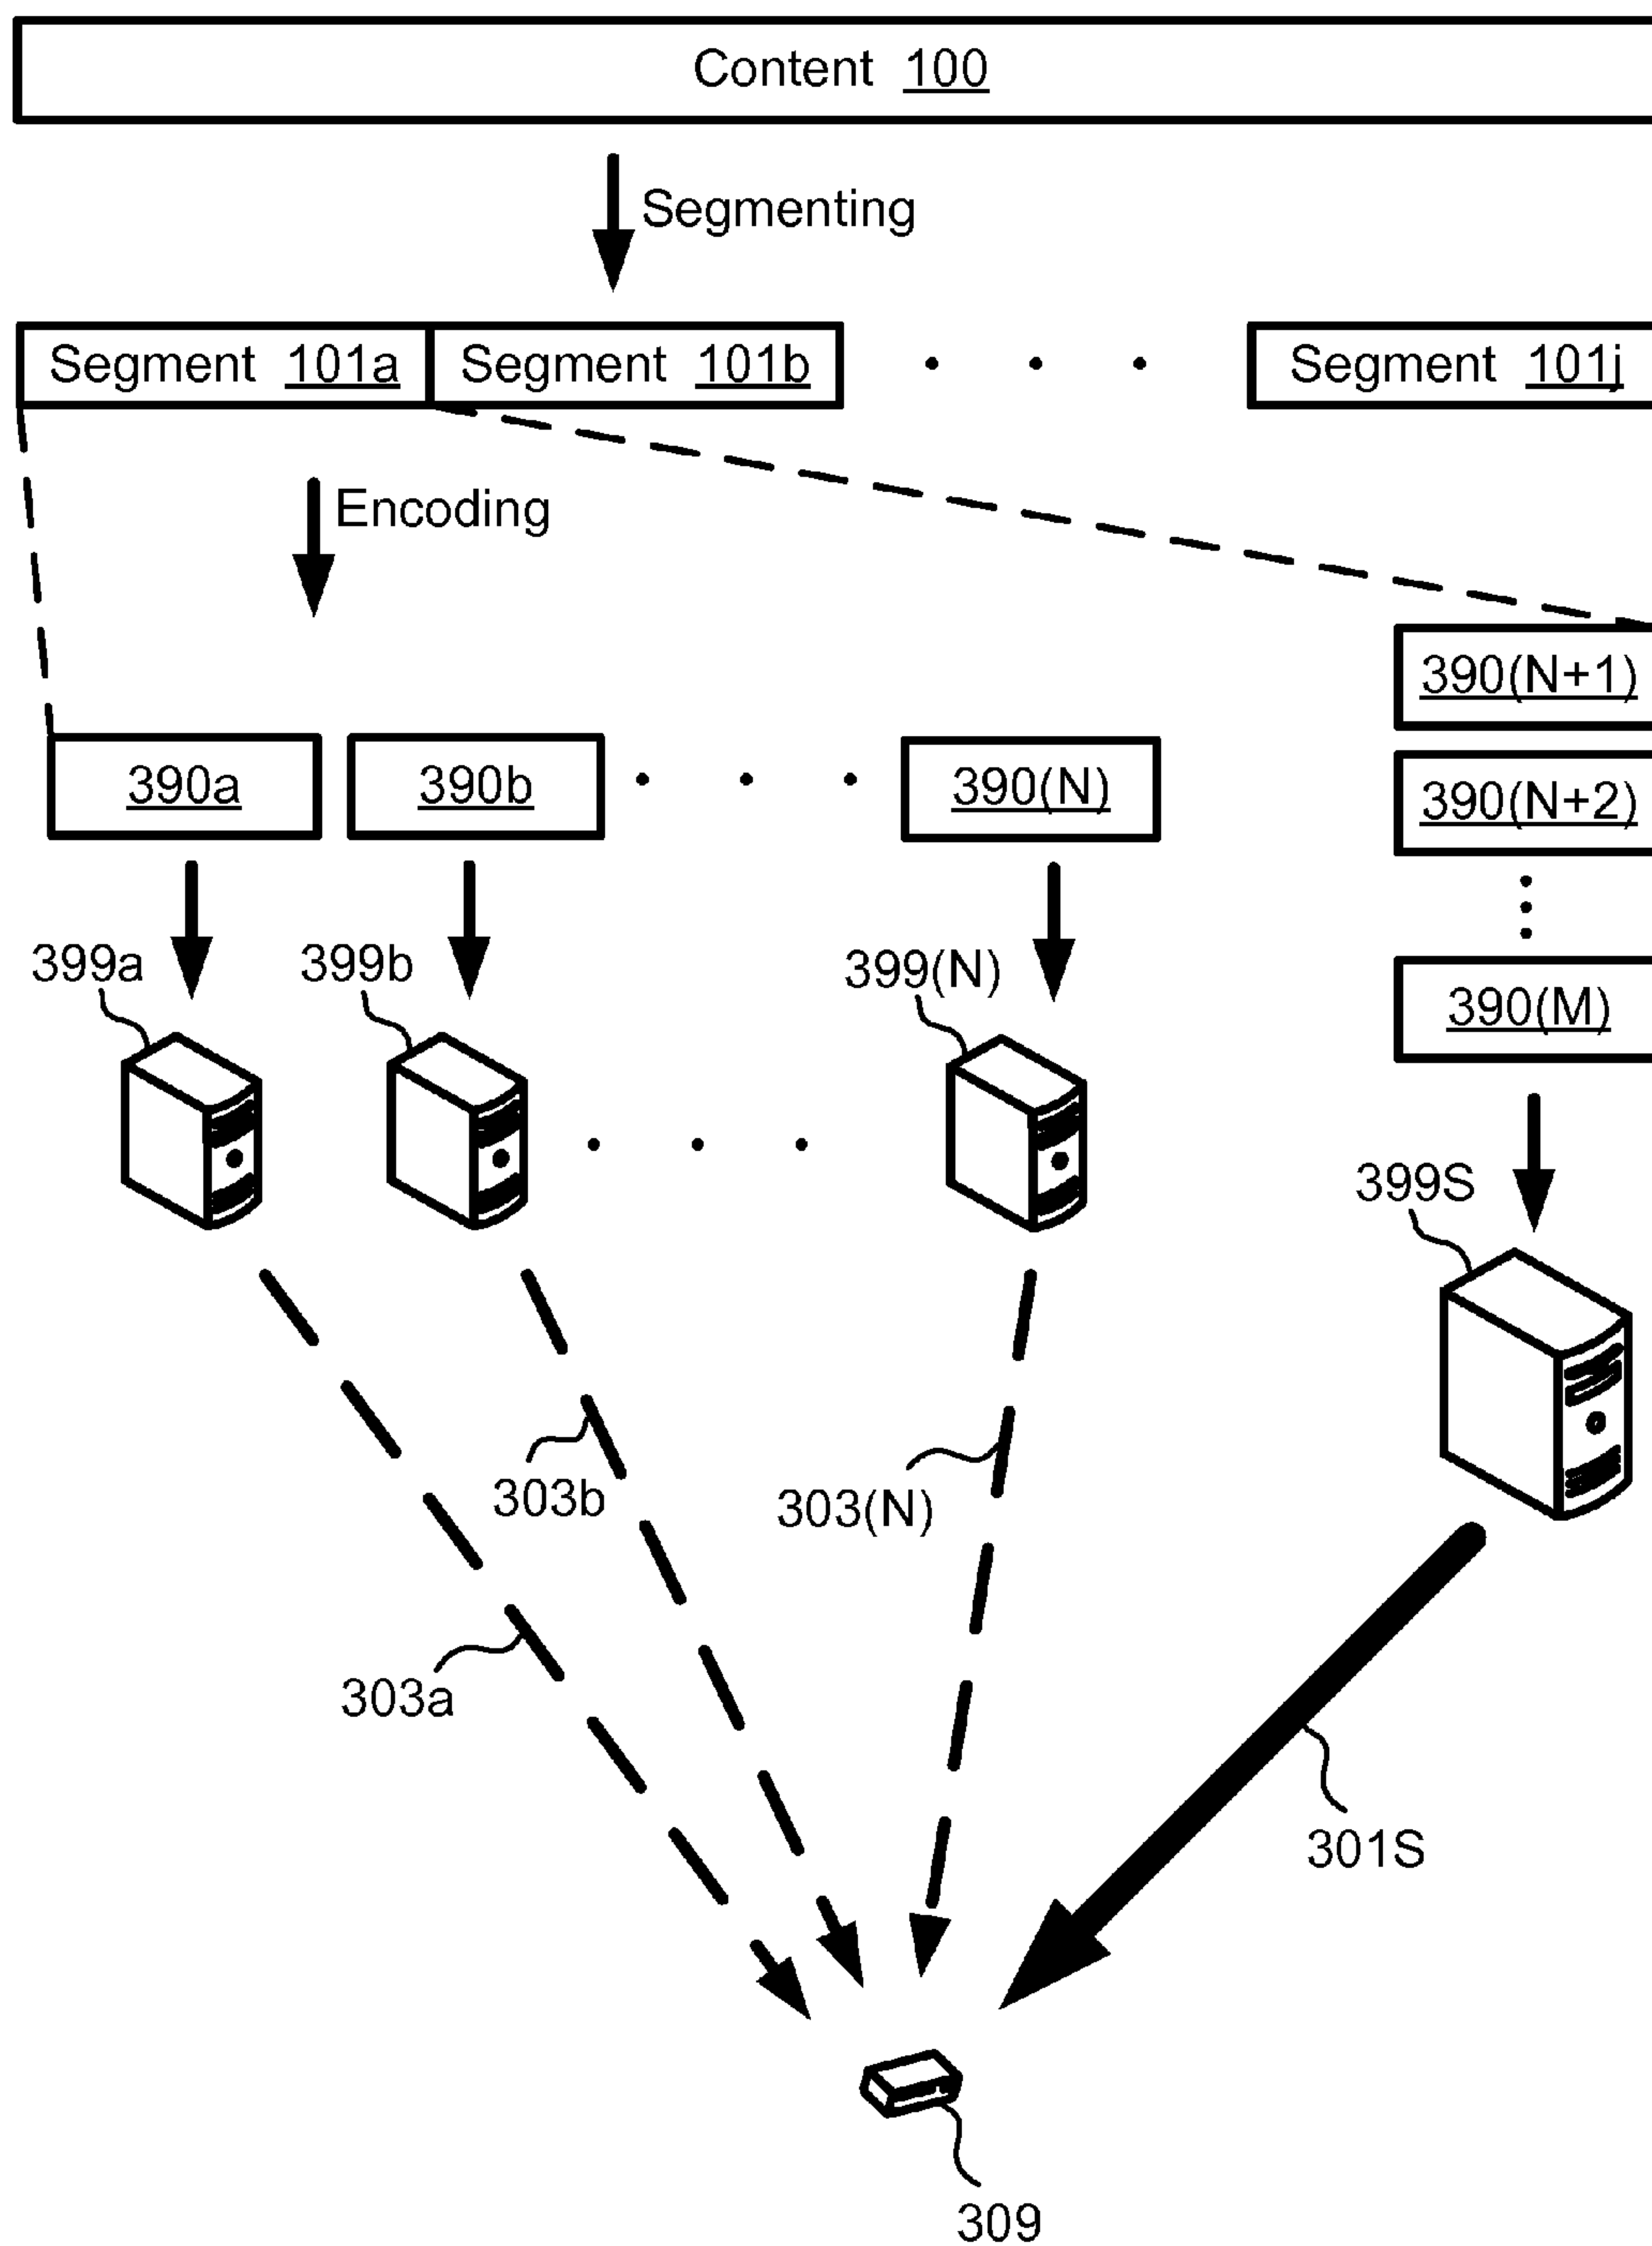 Content 100
Segmenting
Segment 101a Segment 101b Segment 101j
Encoding
390(N+1)
390a 390b 390(N) 390(N+2)
399a 399b 399(N)
390(M)
399S
303b 303(N)
303a
301S
309